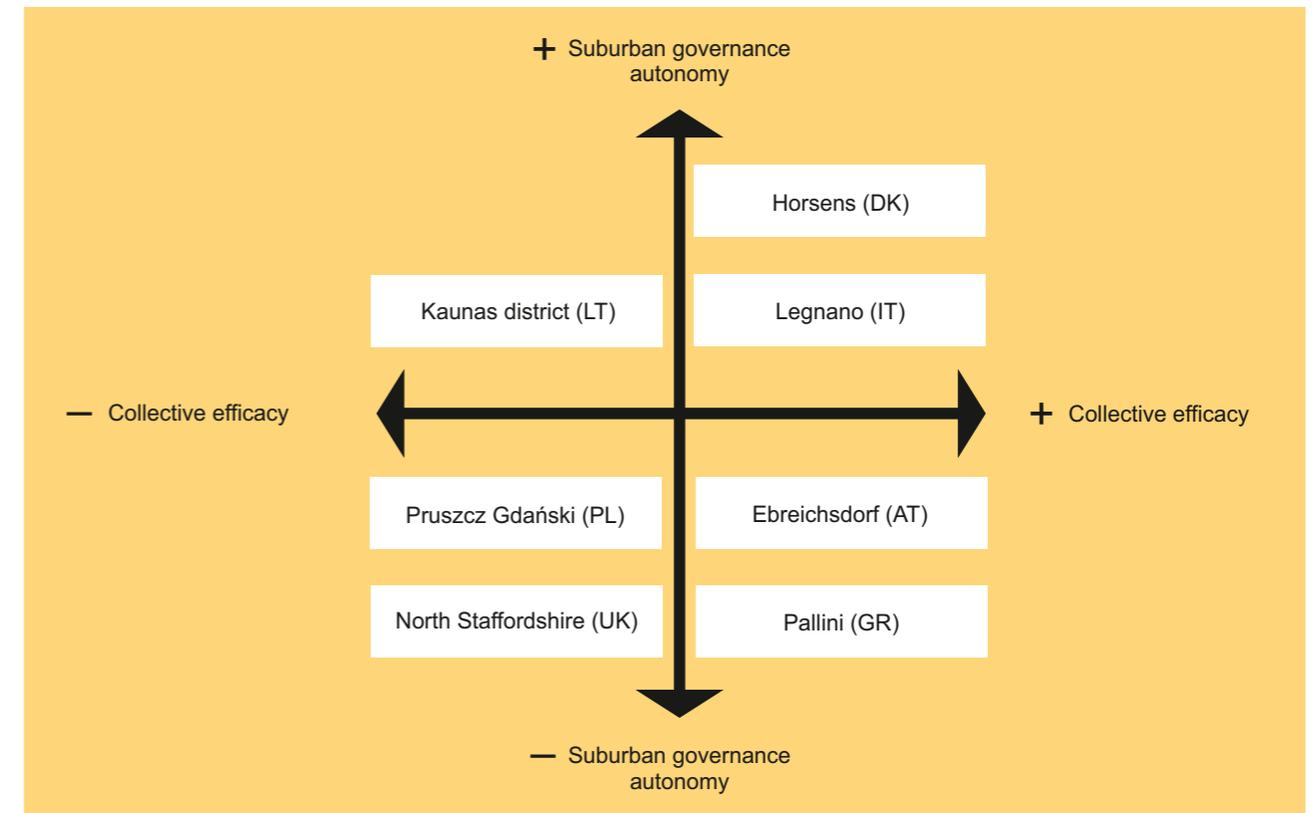 + Suburban governance
autonomy
Horsens (DK)
Kaunas district (LT)
Legnano (IT)
− Collective efficacy
+ Collective efficacy
Pruszcz Gdański (PL)
Ebreichsdorf (AT)
North Staffordshire (UK)
Pallini (GR)
− Suburban governance
autonomy